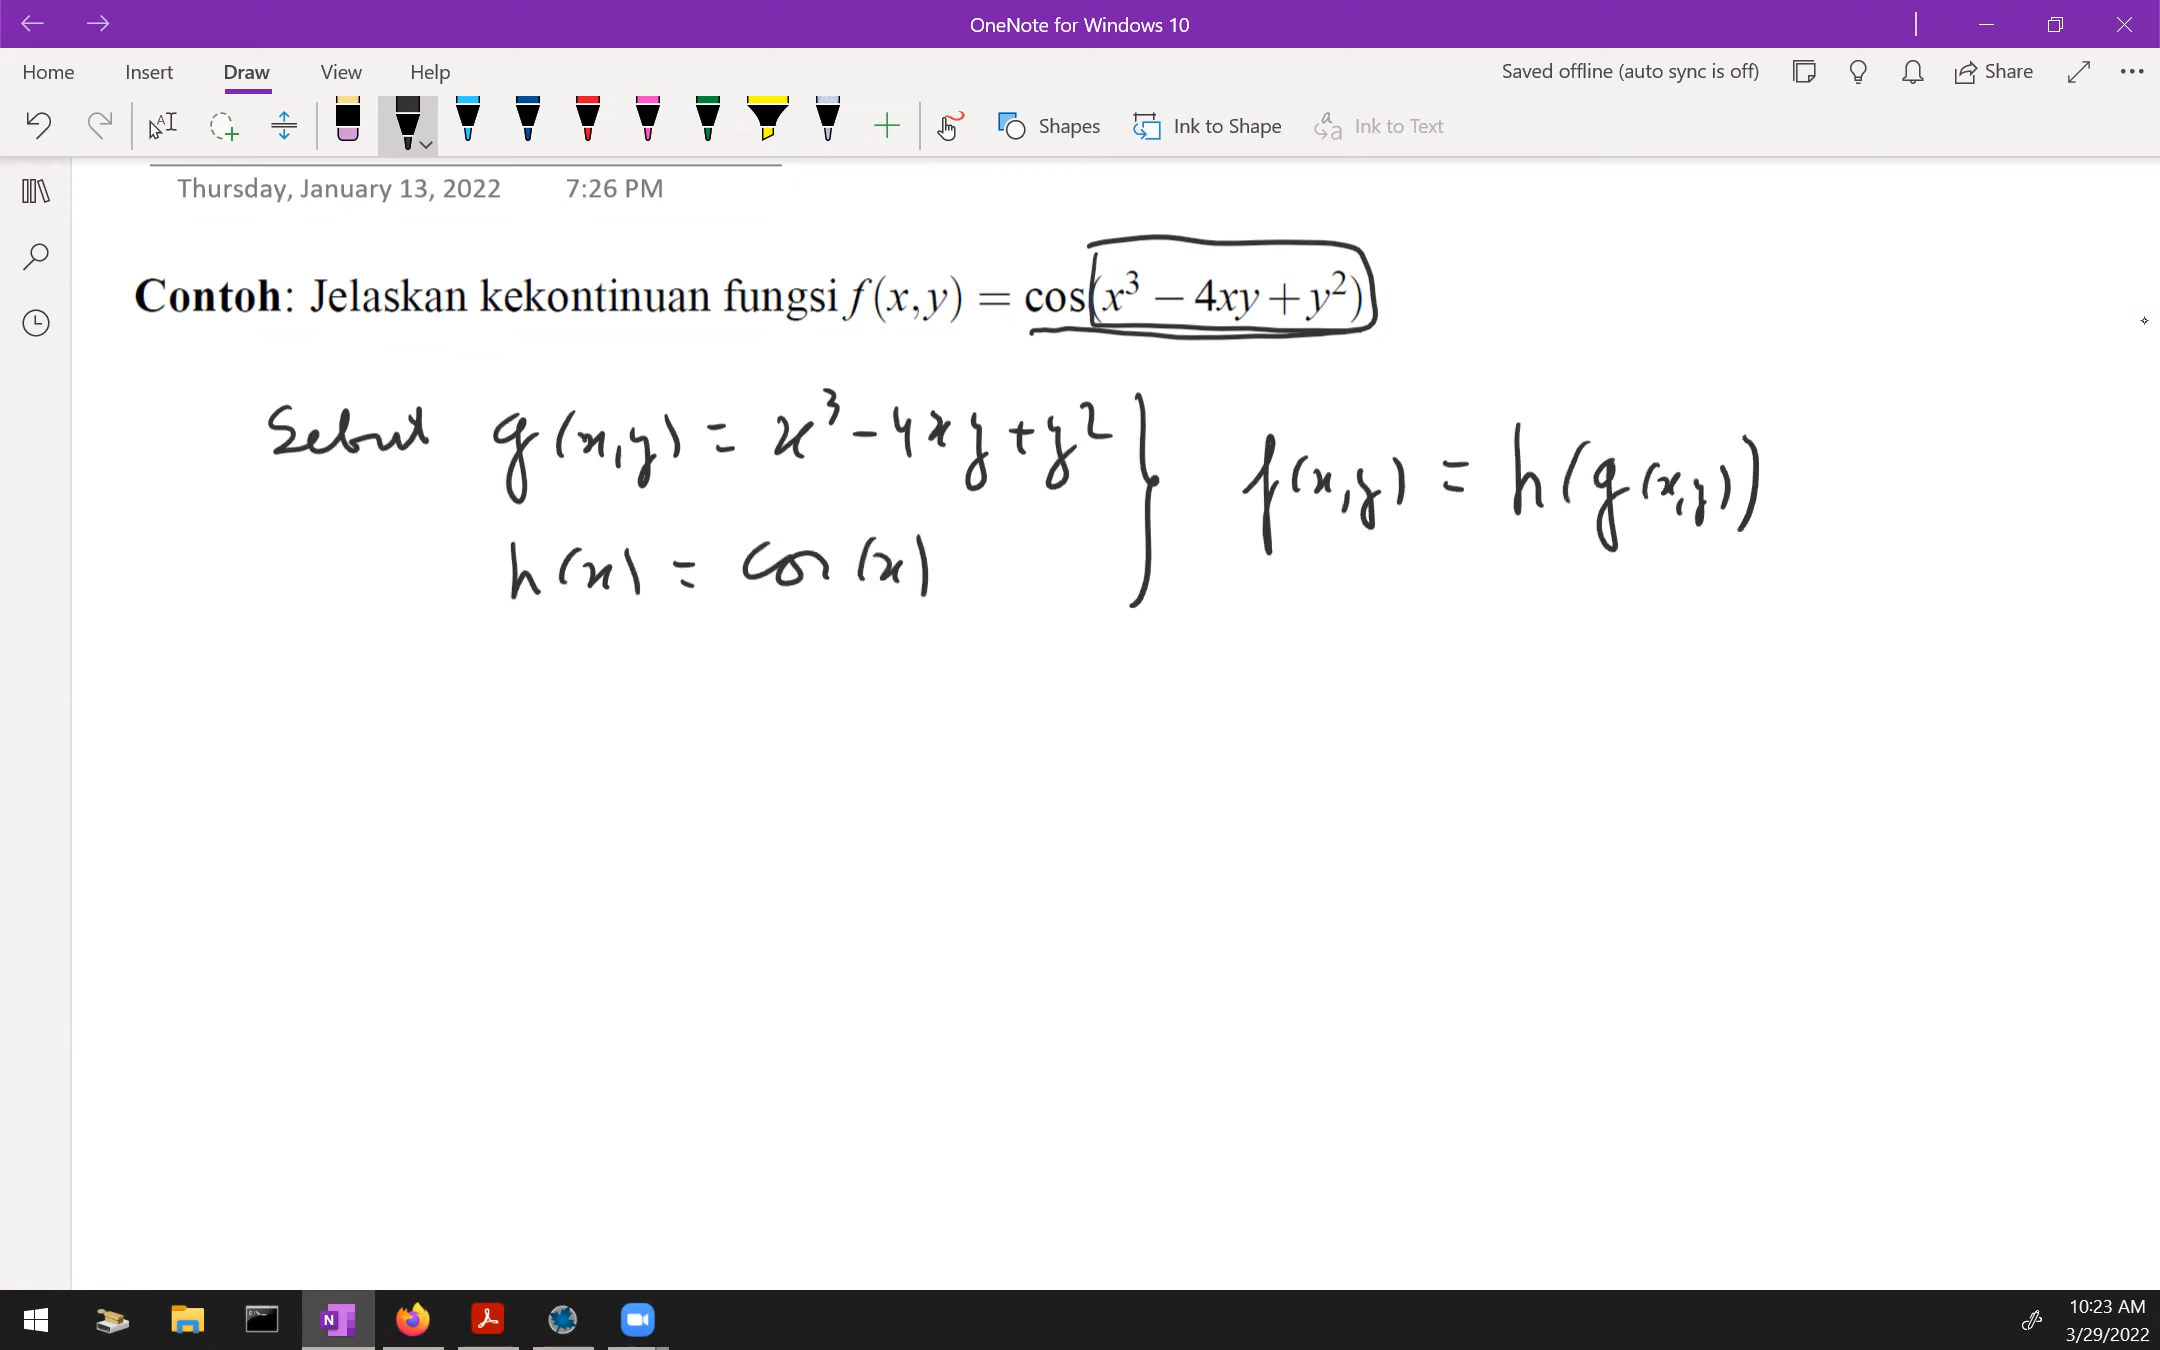 OneNote for Windows 10
Home Insert Draw View Help
Saved offline (auto sync is off) Share
Shapes Ink to Shape Ink to Text
Thursday, January 13, 2022 7:26 PM
Contoh: Jelaskan kekontinuan fungsi f(x,y) = cos(x³ − 4xy + y²)
Sebut g(x,y) = x³ - 4xy + y²
f(x,y) = h(g(x,y))
h(x) = cos(x)
10:23 AM
3/29/2022